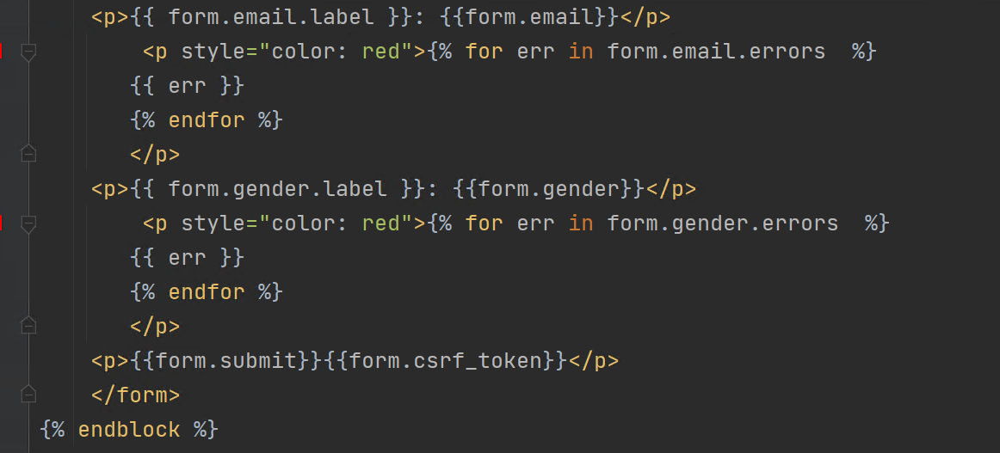 <p>{{ form.email.label }}: {{form.email}}</p>
<p style="color: red">{% for err in form.email.errors  %}
{{ err }}
{% endfor %}
</p>
<p>{{ form.gender.label }}: {{form.gender}}</p>
<p style="color: red">{% for err in form.gender.errors  %}
{{ err }}
{% endfor %}
</p>
<p>{{form.submit}}{{form.csrf_token}}</p>
</form>
{% endblock %}